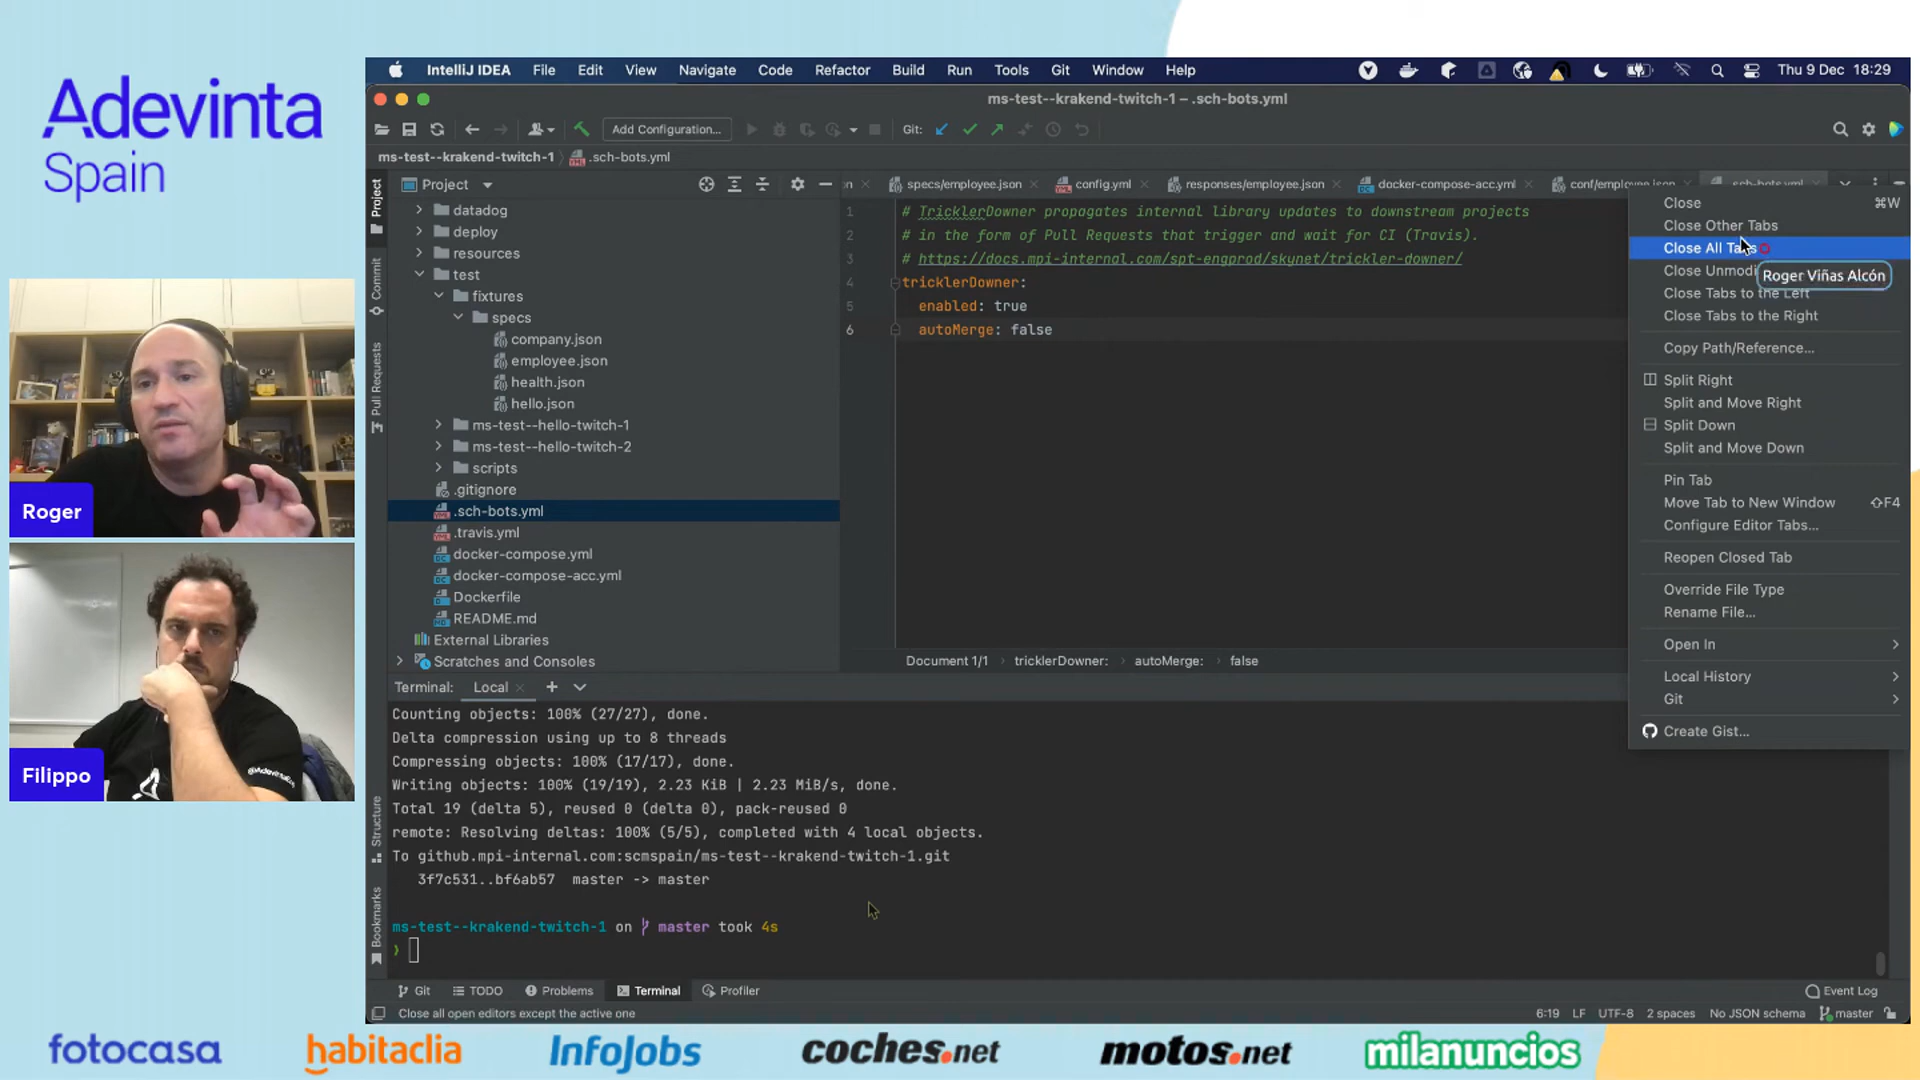 Adevinta
Spain
IntelliJ IDEA File Edit View Navigate Code Refactor Build Run Tools Git Window Help Thu 9 Dec 18:29
ms-test--krakend-twitch-1 – .sch-bots.yml
Add Configuration... Git:
ms-test--krakend-twitch-1 .sch-bots.yml
Project
specs/employee.json config.yml responses/employee.json docker-compose-acc.yml conf/employee.json .sch-bots.yml
Project
Commit
Pull Requests
Structure
Bookmarks
datadog
deploy
resources
test
fixtures
specs
company.json
employee.json
health.json
hello.json
ms-test--hello-twitch-1
ms-test--hello-twitch-2
scripts
.gitignore
.sch-bots.yml
.travis.yml
docker-compose.yml
docker-compose-acc.yml
Dockerfile
README.md
External Libraries
Scratches and Consoles
1 # TricklerDowner propagates internal library updates to downstream projects
2 # in the form of Pull Requests that trigger and wait for CI (Travis).
3 # https://docs.mpi-internal.com/spt-engprod/skynet/trickler-downer/
4 tricklerDowner:
5 enabled: true
6 autoMerge: false
Document 1/1 tricklerDowner: autoMerge: false
Close ⌘W
Close Other Tabs
Close All Tabs
Close Unmodi
Roger Viñas Alcón
Close Tabs to the Left
Close Tabs to the Right
Copy Path/Reference...
Split Right
Split and Move Right
Split Down
Split and Move Down
Pin Tab
Move Tab to New Window ⇧F4
Configure Editor Tabs...
Reopen Closed Tab
Override File Type
Rename File...
Open In
Local History
Git
Create Gist...
Roger
Filippo
Terminal: Local
Counting objects: 100% (27/27), done.
Delta compression using up to 8 threads
Compressing objects: 100% (17/17), done.
Writing objects: 100% (19/19), 2.23 KiB | 2.23 MiB/s, done.
Total 19 (delta 5), reused 0 (delta 0), pack-reused 0
remote: Resolving deltas: 100% (5/5), completed with 4 local objects.
To github.mpi-internal.com:scmspain/ms-test--krakend-twitch-1.git
3f7c531..bf6ab57 master -> master
ms-test--krakend-twitch-1 on master took 4s
Git TODO Problems Terminal Profiler Event Log
Close all open editors except the active one 6:19 LF UTF-8 2 spaces No JSON schema master
fotocasa habitaclia InfoJobs coches.net motos.net milanuncios